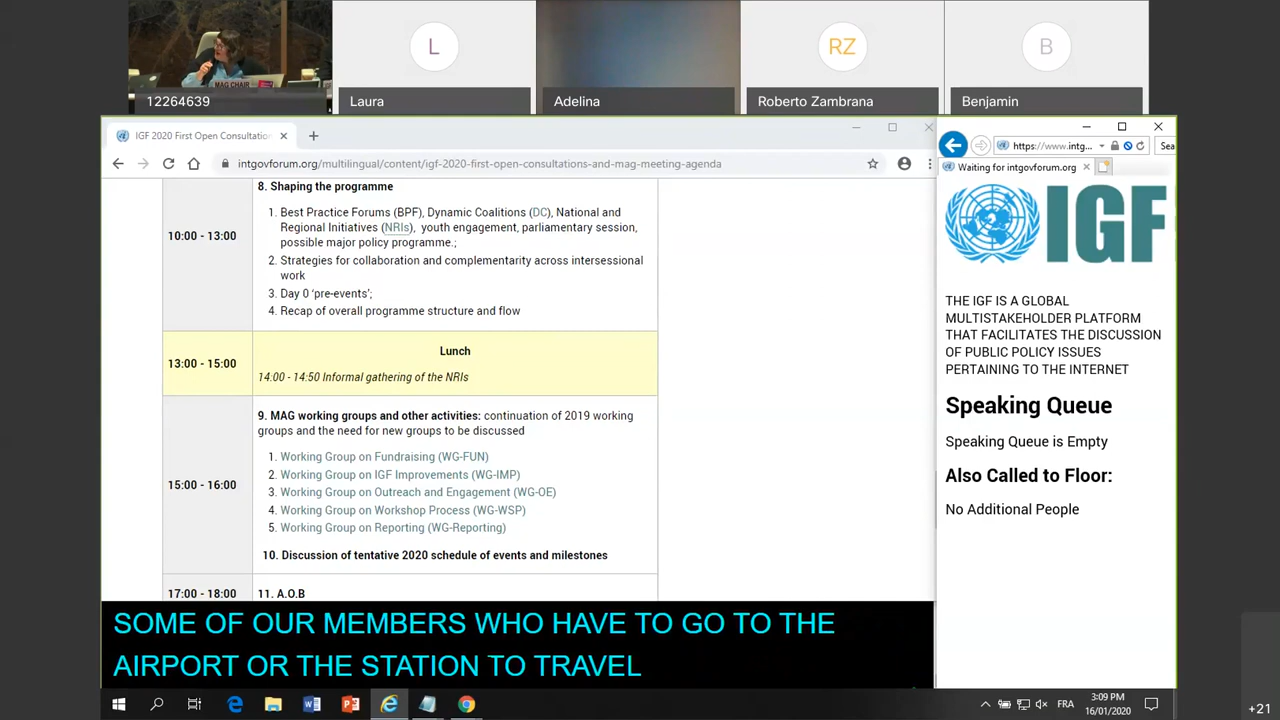 MAG CHAIR
12264639
L
Laura
Adelina
RZ
Roberto Zambrana
B
Benjamin
IGF 2020 First Open Consultation
intgovforum.org/multilingual/content/igf-2020-first-open-consultations-and-mag-meeting-agenda
10:00 - 13:00
8. Shaping the programme
1. Best Practice Forums (BPF), Dynamic Coalitions (DC), National and
Regional Initiatives (NRIs), youth engagement, parliamentary session,
possible major policy programme.;
2. Strategies for collaboration and complementarity across intersessional
work
3. Day 0 'pre-events';
4. Recap of overall programme structure and flow
13:00 - 15:00
Lunch
14:00 - 14:50 Informal gathering of the NRIs
15:00 - 16:00
9. MAG working groups and other activities: continuation of 2019 working
groups and the need for new groups to be discussed
1. Working Group on Fundraising (WG-FUN)
2. Working Group on IGF Improvements (WG-IMP)
3. Working Group on Outreach and Engagement (WG-OE)
4. Working Group on Workshop Process (WG-WSP)
5. Working Group on Reporting (WG-Reporting)
10. Discussion of tentative 2020 schedule of events and milestones
17:00 - 18:00
11. A.O.B
https://www.intg...
Sea
Waiting for intgovforum.org
IGF
THE IGF IS A GLOBAL
MULTISTAKEHOLDER PLATFORM
THAT FACILITATES THE DISCUSSION
OF PUBLIC POLICY ISSUES
PERTAINING TO THE INTERNET
Speaking Queue
Speaking Queue is Empty
Also Called to Floor:
No Additional People
SOME OF OUR MEMBERS WHO HAVE TO GO TO THE
AIRPORT OR THE STATION TO TRAVEL
FRA
3:09 PM
16/01/2020
+21